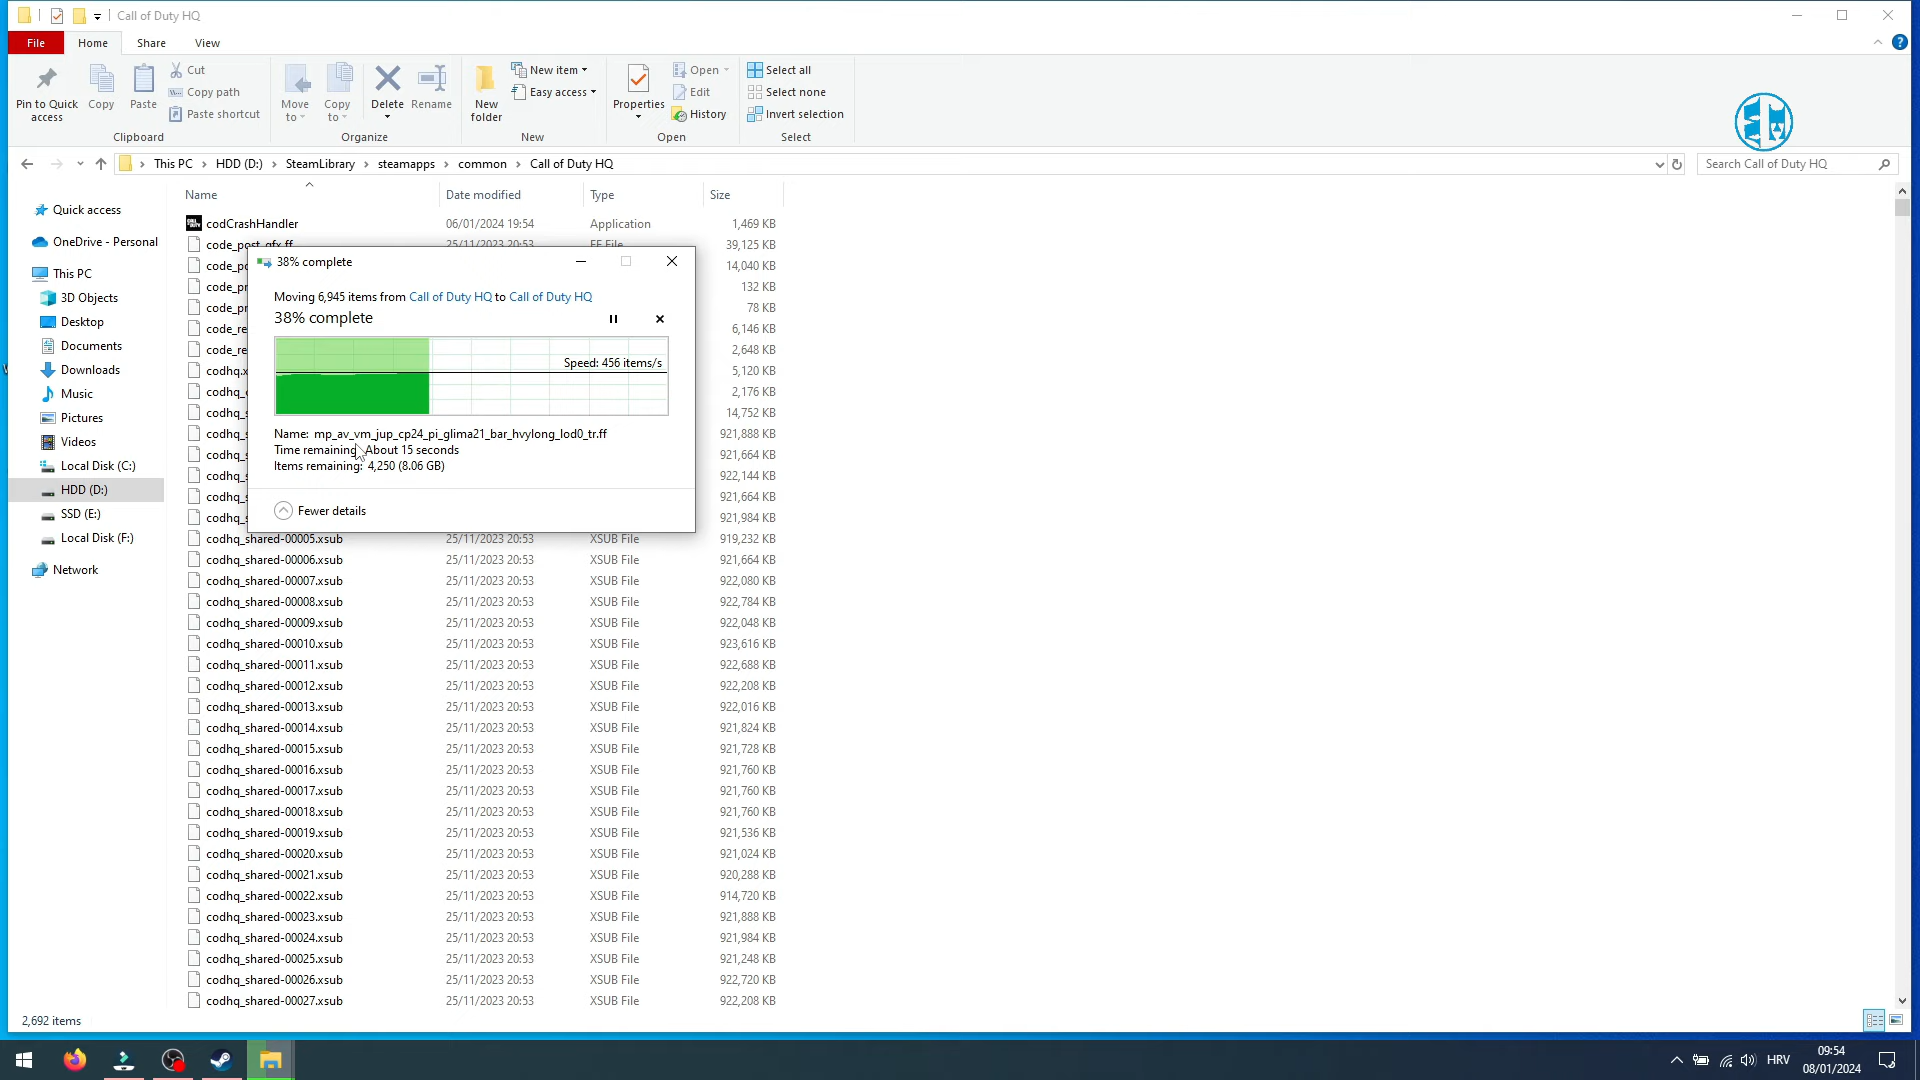 Call of Duty HQ
File Home Share View
Pin to Quick access
Copy
Paste
Cut
Copy path
Paste shortcut
Clipboard
Move to
Copy to
Delete
Rename
Organize
New folder
New item
Easy access
New
Properties
Open
Edit
History
Open
Select all
Select none
Invert selection
Select
This PC > HDD (D:) > SteamLibrary > steamapps > common > Call of Duty HQ
Search Call of Duty HQ
Quick access
OneDrive - Personal
This PC
3D Objects
Desktop
Documents
Downloads
Music
Pictures
Videos
Local Disk (C:)
HDD (D:)
SSD (E:)
Local Disk (F:)
Network
Name Date modified Type Size
codCrashHandler 06/01/2024 19:54 Application 1,469 KB
code_post_gfx.ff 25/11/2023 20:53 FF File 39,125 KB
code_po 14,040 KB
code_pr 132 KB
code_pr 78 KB
code_re 6,146 KB
code_re 2,648 KB
codhq.x 5,120 KB
codhq_ 2,176 KB
codhq_s 14,752 KB
codhq_s 921,888 KB
codhq_s 921,664 KB
codhq_s 922,144 KB
codhq_s 921,664 KB
codhq_s 921,984 KB
codhq_shared-00005.xsub 25/11/2023 20:53 XSUB File 919,232 KB
codhq_shared-00006.xsub 25/11/2023 20:53 XSUB File 921,664 KB
codhq_shared-00007.xsub 25/11/2023 20:53 XSUB File 922,080 KB
codhq_shared-00008.xsub 25/11/2023 20:53 XSUB File 922,784 KB
codhq_shared-00009.xsub 25/11/2023 20:53 XSUB File 922,048 KB
codhq_shared-00010.xsub 25/11/2023 20:53 XSUB File 923,616 KB
codhq_shared-00011.xsub 25/11/2023 20:53 XSUB File 922,688 KB
codhq_shared-00012.xsub 25/11/2023 20:53 XSUB File 922,208 KB
codhq_shared-00013.xsub 25/11/2023 20:53 XSUB File 922,016 KB
codhq_shared-00014.xsub 25/11/2023 20:53 XSUB File 921,824 KB
codhq_shared-00015.xsub 25/11/2023 20:53 XSUB File 921,728 KB
codhq_shared-00016.xsub 25/11/2023 20:53 XSUB File 921,760 KB
codhq_shared-00017.xsub 25/11/2023 20:53 XSUB File 921,760 KB
codhq_shared-00018.xsub 25/11/2023 20:53 XSUB File 921,760 KB
codhq_shared-00019.xsub 25/11/2023 20:53 XSUB File 921,536 KB
codhq_shared-00020.xsub 25/11/2023 20:53 XSUB File 921,024 KB
codhq_shared-00021.xsub 25/11/2023 20:53 XSUB File 920,288 KB
codhq_shared-00022.xsub 25/11/2023 20:53 XSUB File 914,720 KB
codhq_shared-00023.xsub 25/11/2023 20:53 XSUB File 921,888 KB
codhq_shared-00024.xsub 25/11/2023 20:53 XSUB File 921,984 KB
codhq_shared-00025.xsub 25/11/2023 20:53 XSUB File 921,248 KB
codhq_shared-00026.xsub 25/11/2023 20:53 XSUB File 922,720 KB
codhq_shared-00027.xsub 25/11/2023 20:53 XSUB File 922,208 KB
38% complete
Moving 6,945 items from Call of Duty HQ to Call of Duty HQ
38% complete
Speed: 456 items/s
Name: mp_av_vm_jup_cp24_pi_glima21_bar_hvylong_lod0_tr.ff
Time remaining: About 15 seconds
Items remaining: 4,250 (8.06 GB)
Fewer details
2,692 items
HRV
09:54
08/01/2024